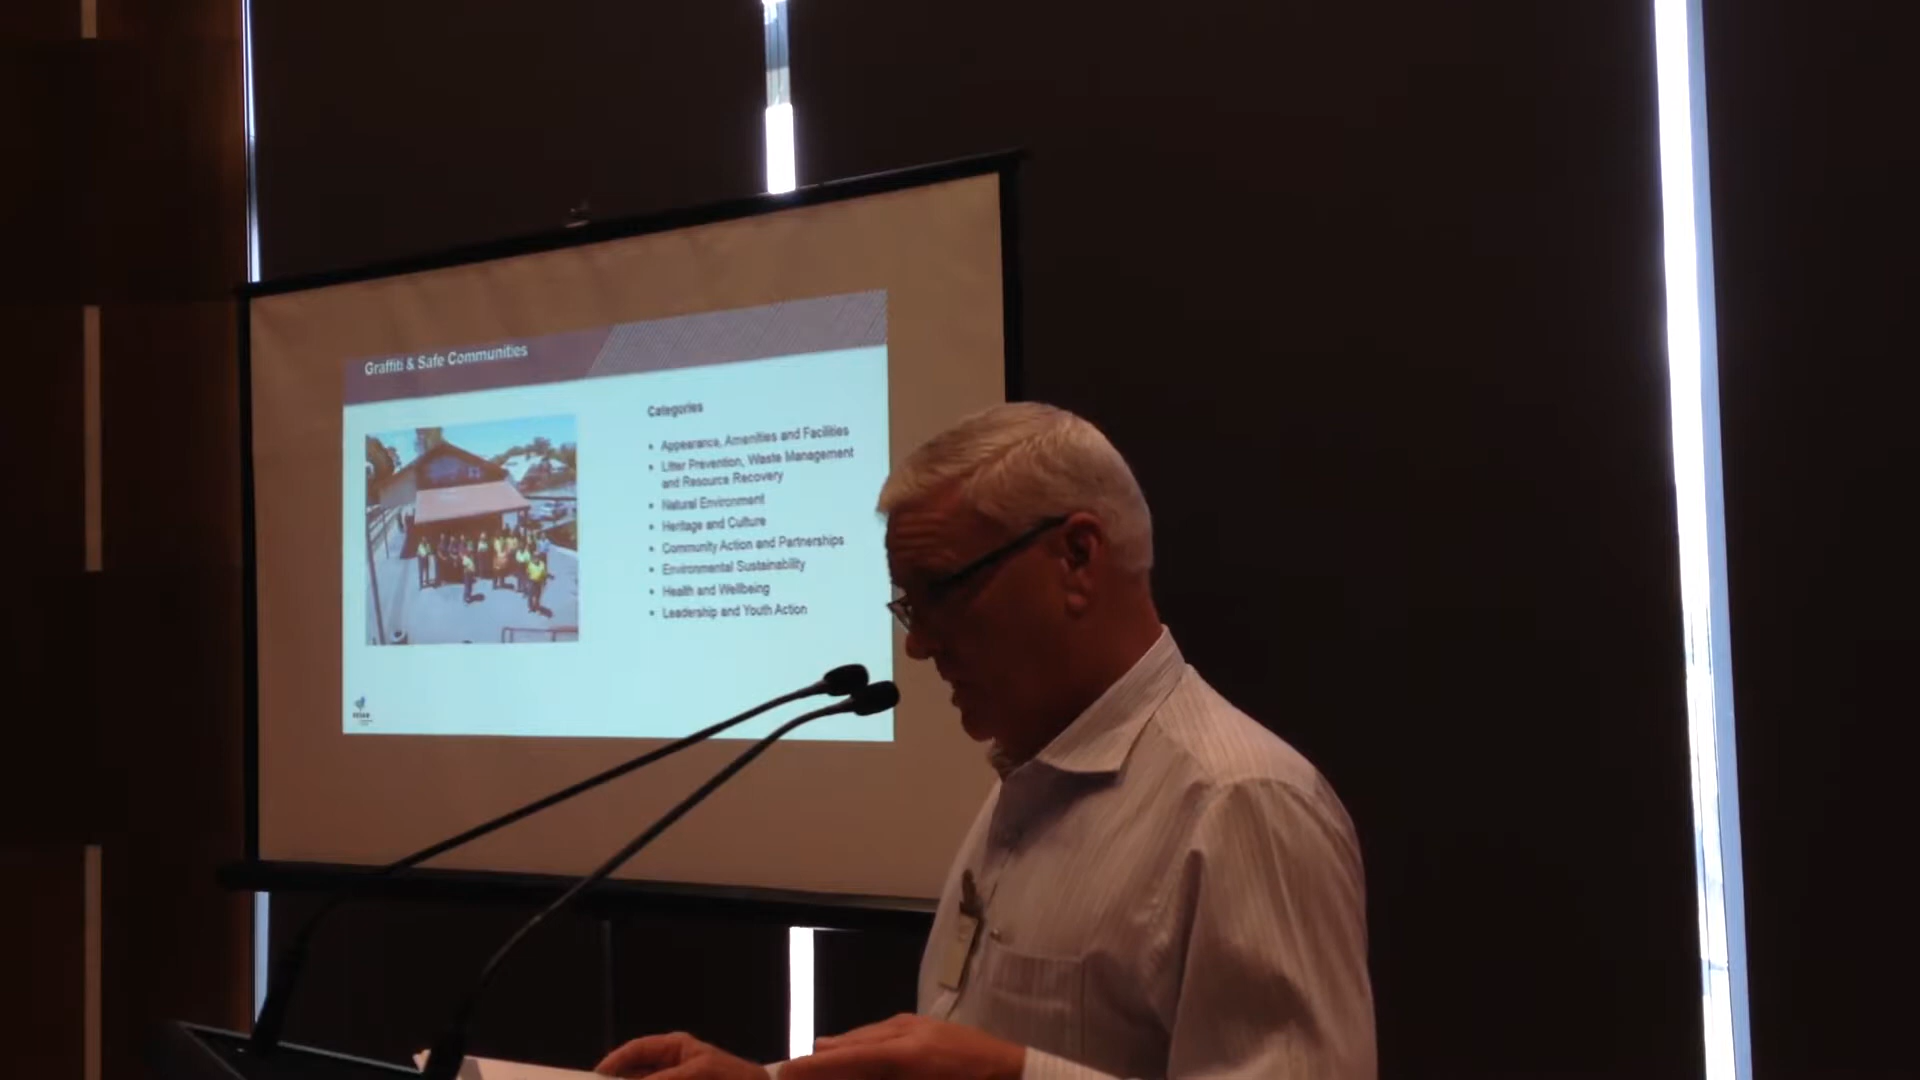 Graffiti & Safe Communities
Categories
• Appearance, Amenities and Facilities
• Litter Prevention, Waste Management
and Resource Recovery
• Natural Environment
• Heritage and Culture
• Community Action and Partnerships
• Environmental Sustainability
• Health and Wellbeing
• Leadership and Youth Action